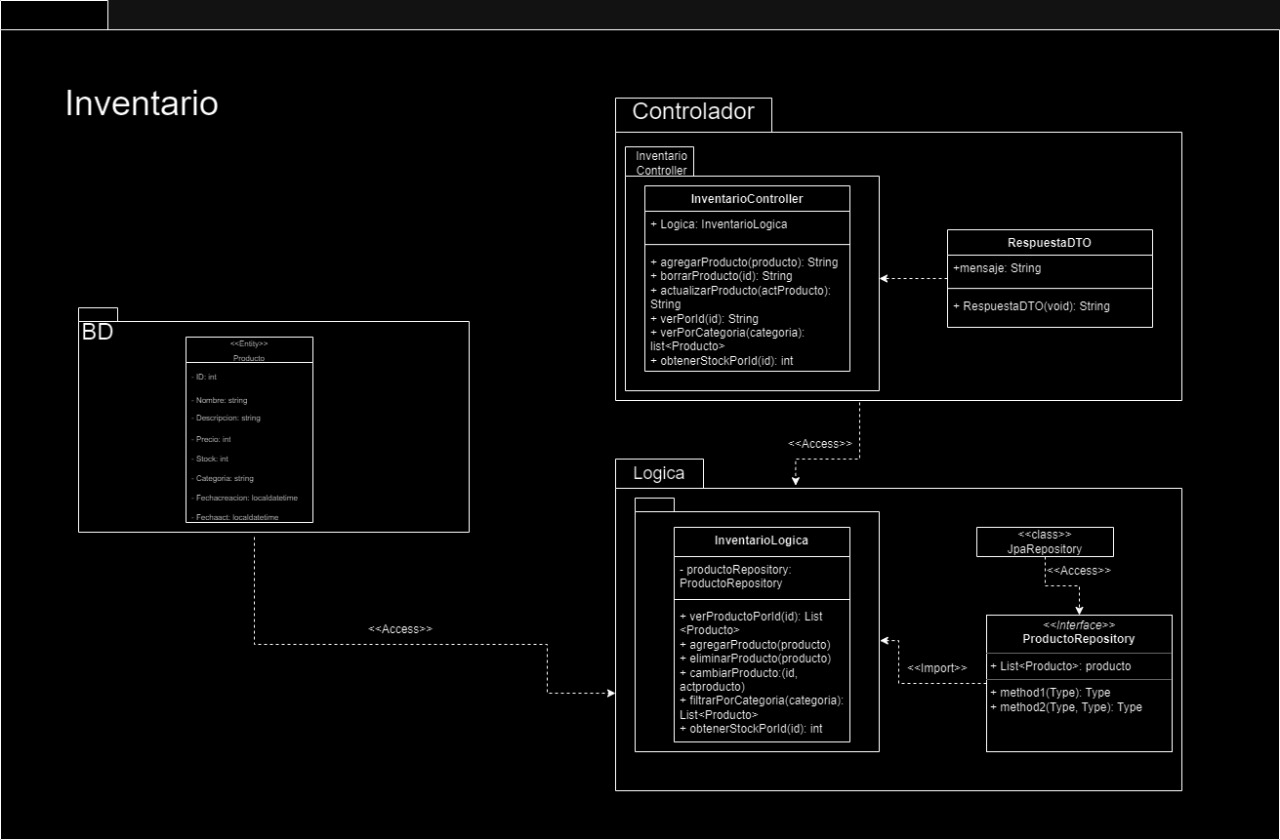 Inventario
Controlador
Inventario
Controller
InventarioController
+ Logica: InventarioLogica
+ agregarProducto(producto): String
+ borrarProducto(id): String
+ actualizarProducto(actProducto):
String
+ verPorId(id): String
+ verPorCategoria(categoria):
list<Producto>
+ obtenerStockPorId(id): int
RespuestaDTO
+mensaje: String
+ RespuestaDTO(void): String
BD
<<Entity>>
Producto
- ID: int
- Nombre: string
- Descripcion: string
- Precio: int
- Stock: int
- Categoria: string
- Fechacreacion: localdatetime
- Fechaact: localdatetime
<<Access>>
<<Access>>
Logica
InventarioLogica
- productoRepository:
ProductoRepository
+ verProductoPorId(id): List
<Producto>
+ agregarProducto(producto)
+ eliminarProducto(producto)
+ cambiarProducto:(id,
actproducto)
+ filtrarPorCategoria(categoria):
List<Producto>
+ obtenerStockPorId(id): int
<<class>>
JpaRepository
<<Access>>
<<Interface>>
ProductoRepository
+ List<Producto>: producto
+ method1(Type): Type
+ method2(Type, Type): Type
<<Import>>